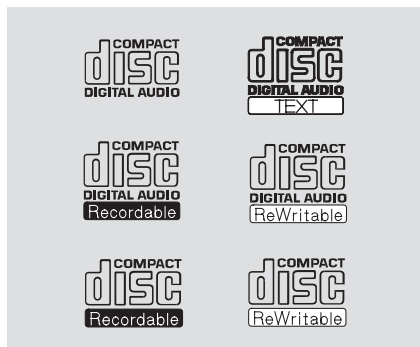 COMPACT
disc
DIGITAL AUDIO
COMPACT
disc
DIGITAL AUDIO
TEXT
COMPACT
disc
DIGITAL AUDIO
Recordable
COMPACT
disc
DIGITAL AUDIO
ReWritable
COMPACT
disc
Recordable
COMPACT
disc
ReWritable